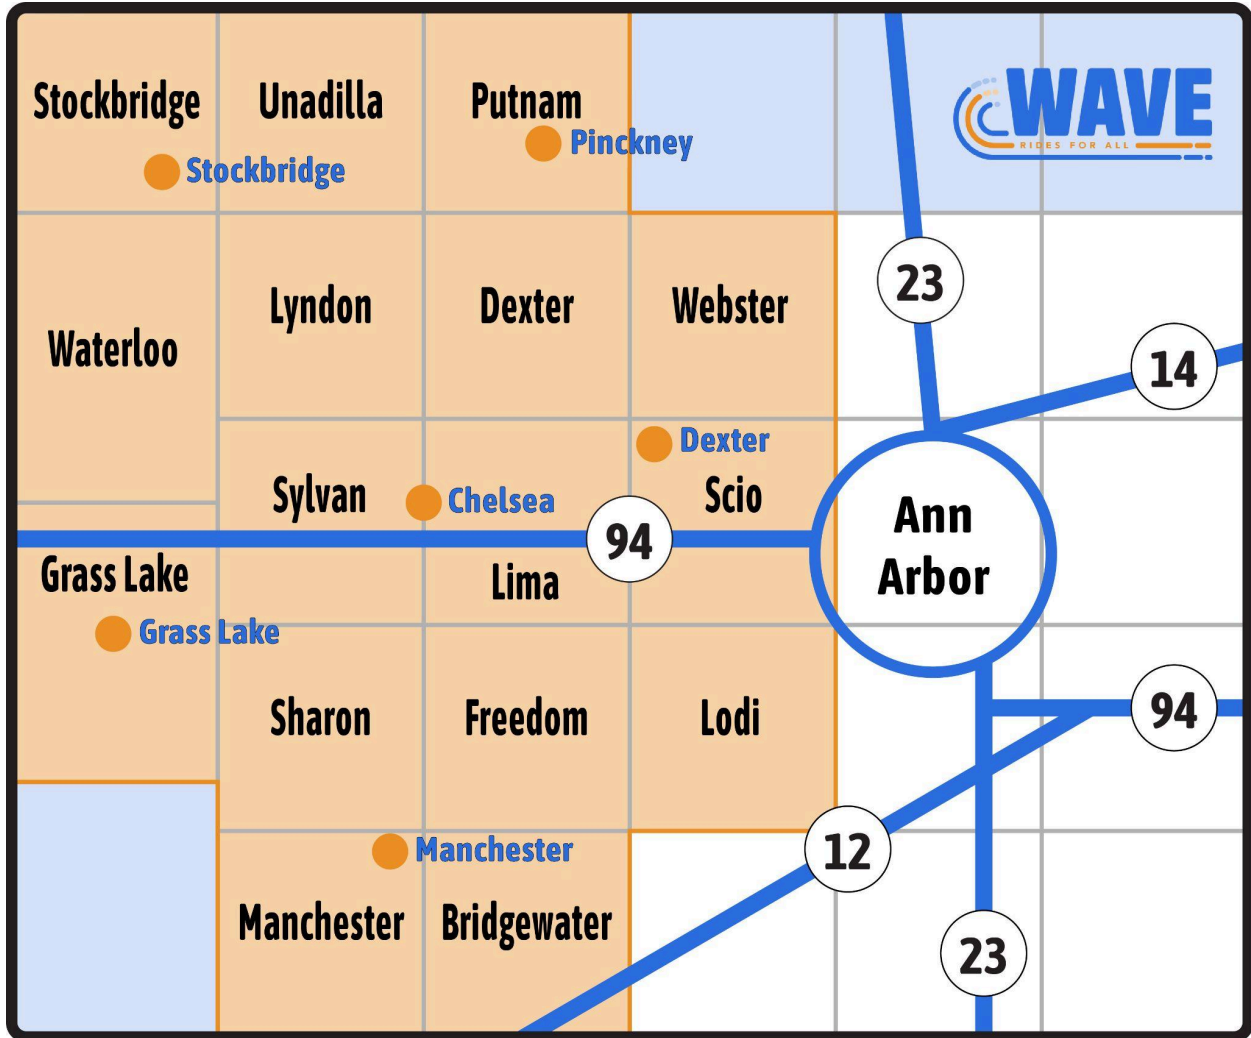 Stockbridge
Unadilla
Putnam
WAVE
RIDES FOR ALL
Stockbridge
Pinckney
Waterloo
Lyndon
Dexter
Webster
23
14
Sylvan
Chelsea
Dexter
Scio
94
Ann
Arbor
Grass Lake
Lima
Grass Lake
Sharon
Freedom
Lodi
94
Manchester
12
Manchester
Bridgewater
23